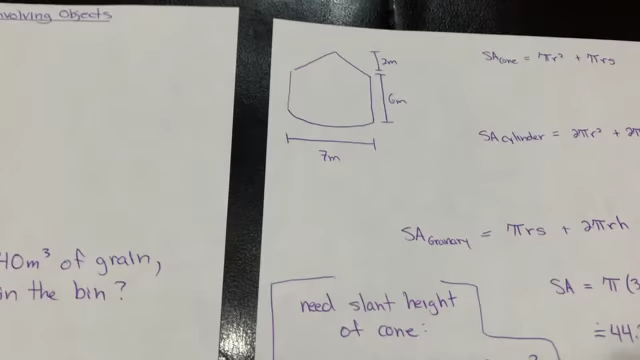 nvolving Objects
40m³ of grain,
in the bin?
2m
6m
7m
SAcone = πr² + πrs
SAcylinder = 2πr² + 2π
SAGranary = πrs + 2πrh
need slant height
of cone:
SA = π(3
≐44.